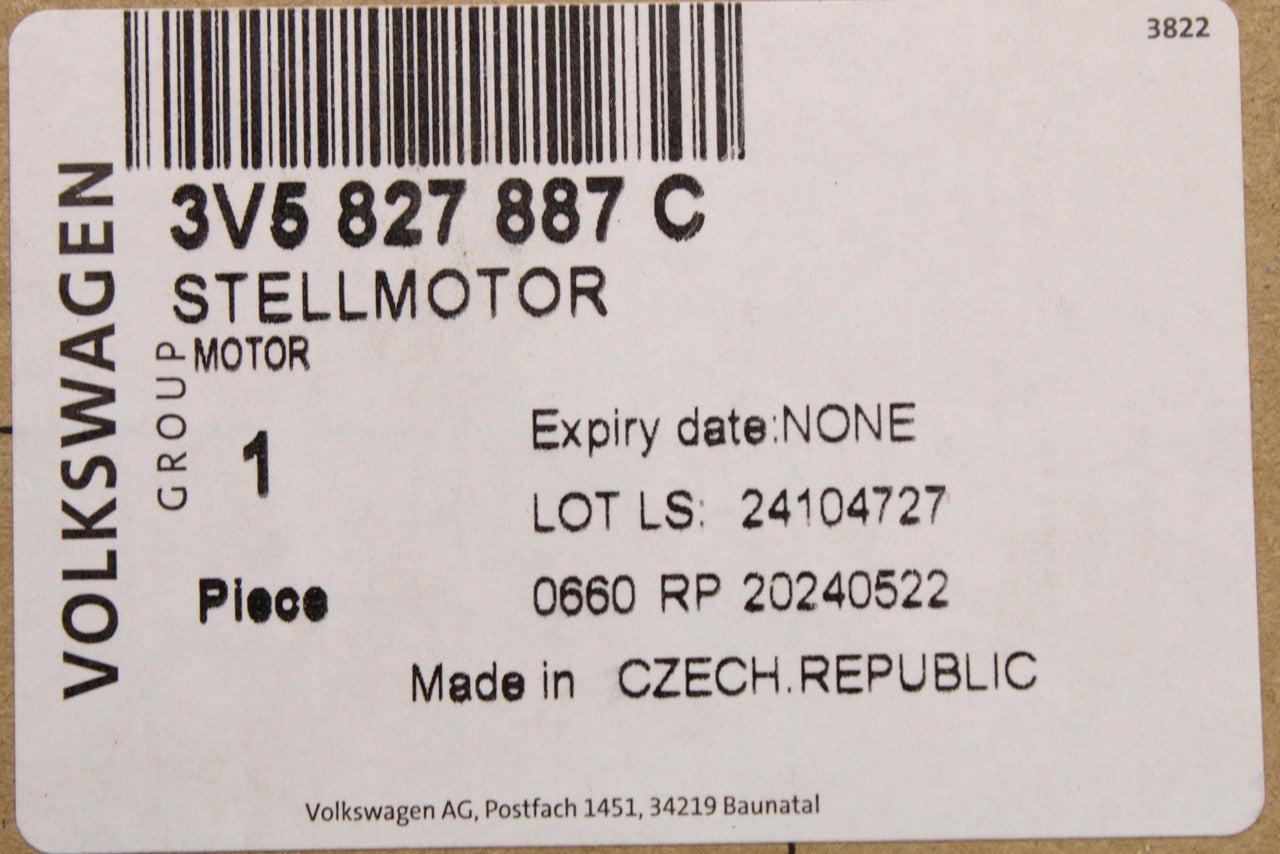 3822
3V5 827 887 C
STELLMOTOR
MOTOR
VOLKSWAGEN
GROUP
1
Expiry date:NONE
LOT LS: 24104727
Piece
0660 RP 20240522
Made in CZECH.REPUBLIC
Volkswagen AG, Postfach 1451, 34219 Baunatal